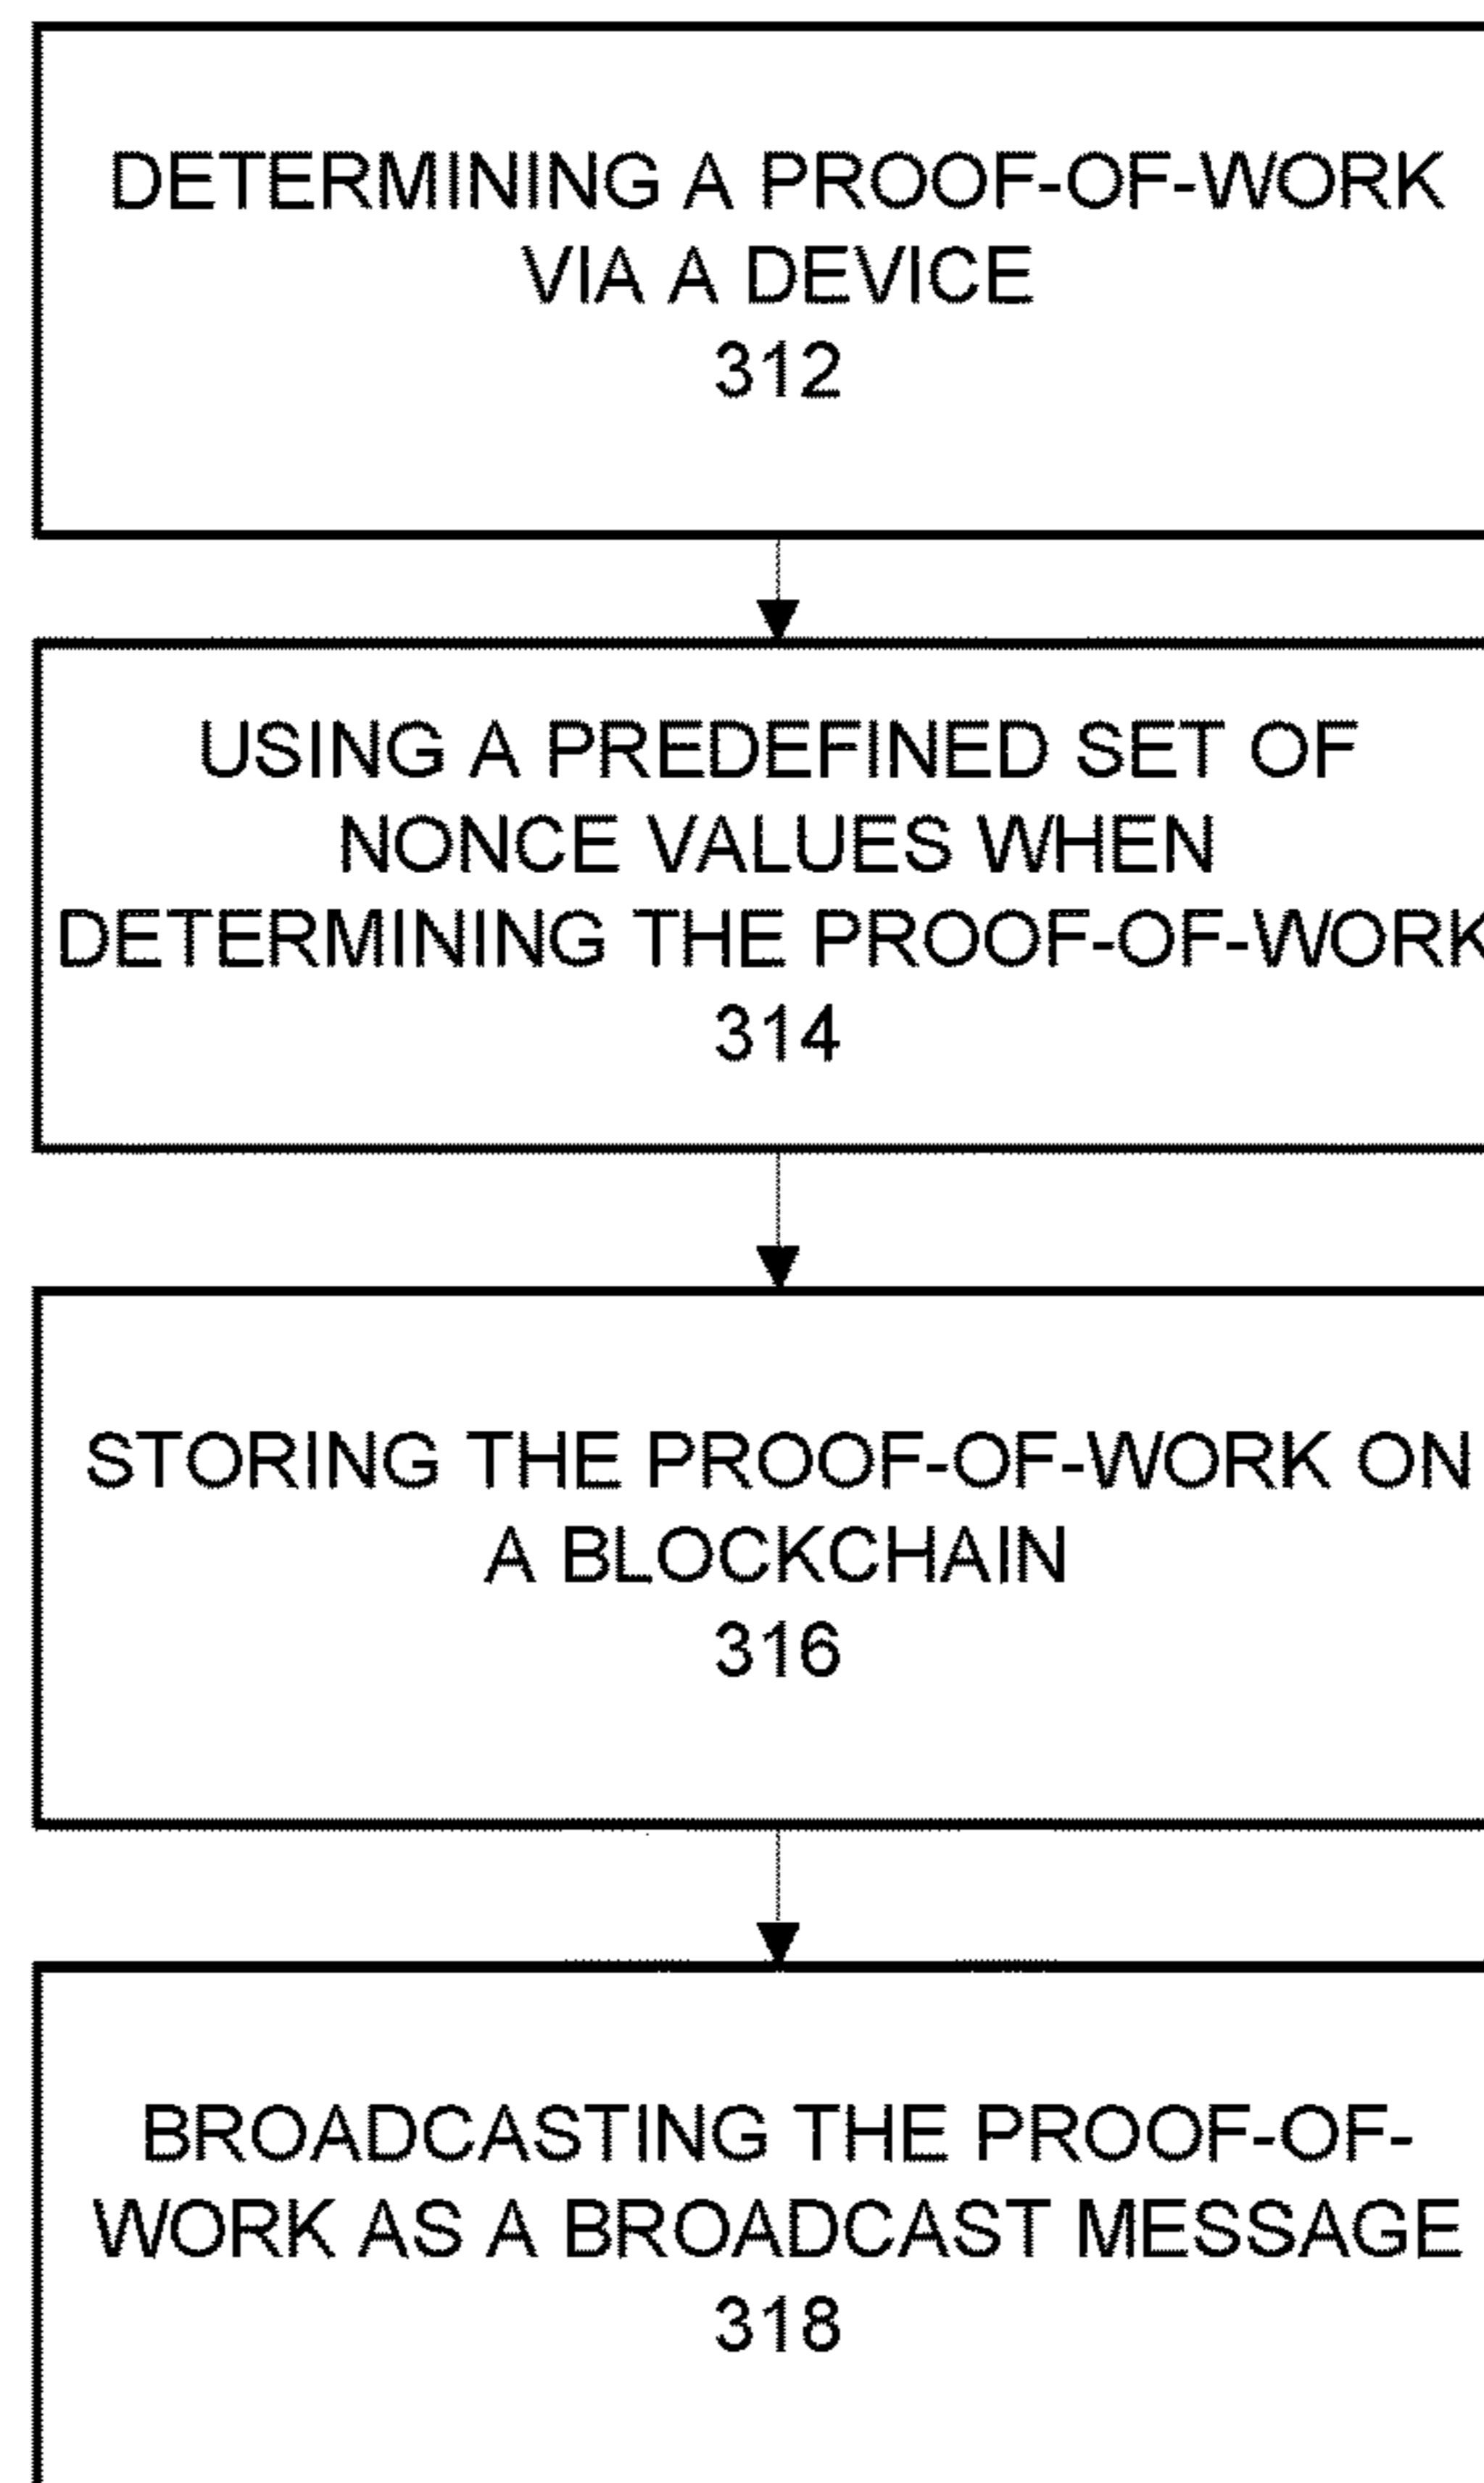 DETERMINING A PROOF-OF-WORK
VIA A DEVICE
312
USING A PREDEFINED SET OF
NONCE VALUES WHEN
DETERMINING THE PROOF-OF-WORK
314
STORING THE PROOF-OF-WORK ON
A BLOCKCHAIN
316
BROADCASTING THE PROOF-OF-
WORK AS A BROADCAST MESSAGE
318